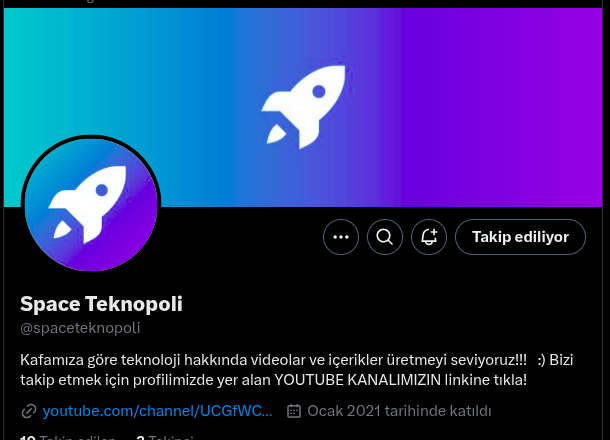 Takip ediliyor
Space Teknopoli
@spaceteknopoli
Kafamıza göre teknoloji hakkında videolar ve içerikler üretmeyi seviyoruz!!! :) Bizi
takip etmek için profilimizde yer alan YOUTUBE KANALIMIZIN linkine tıkla!
youtube.com/channel/UCGfWC... Ocak 2021 tarihinde katıldı